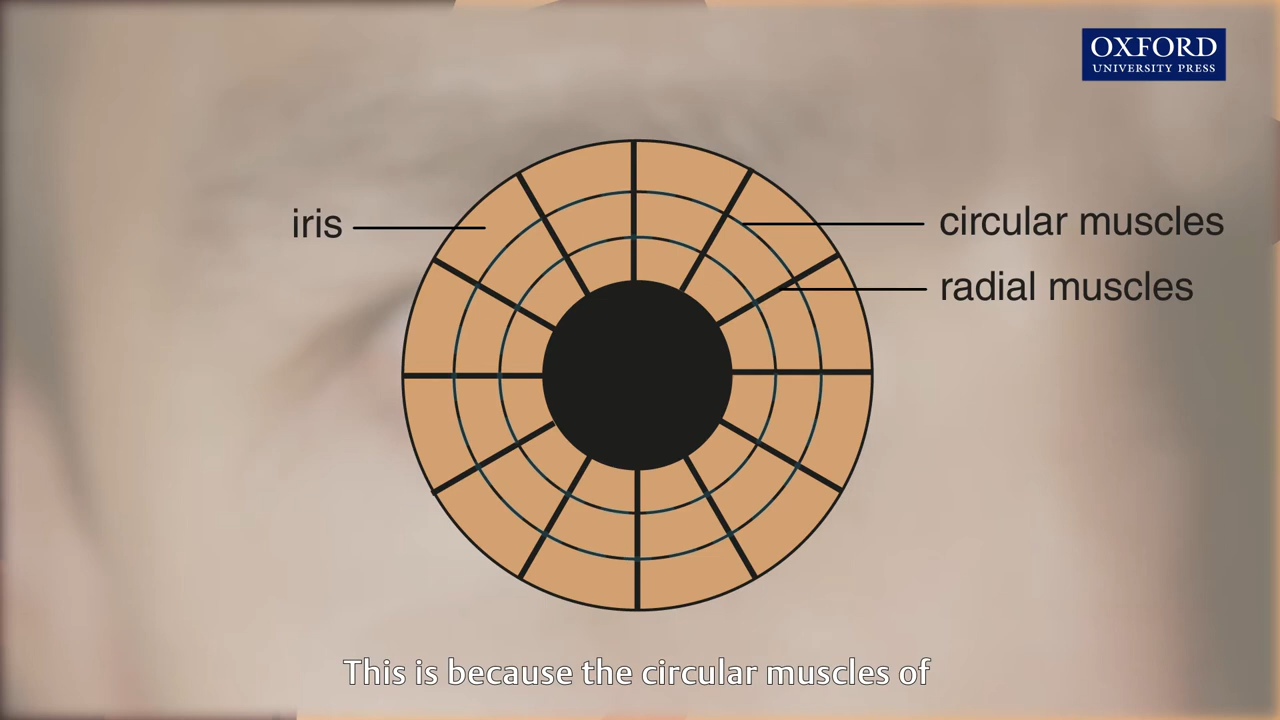 OXFORD
UNIVERSITY PRESS
iris
circular muscles
radial muscles
This is because the circular muscles of